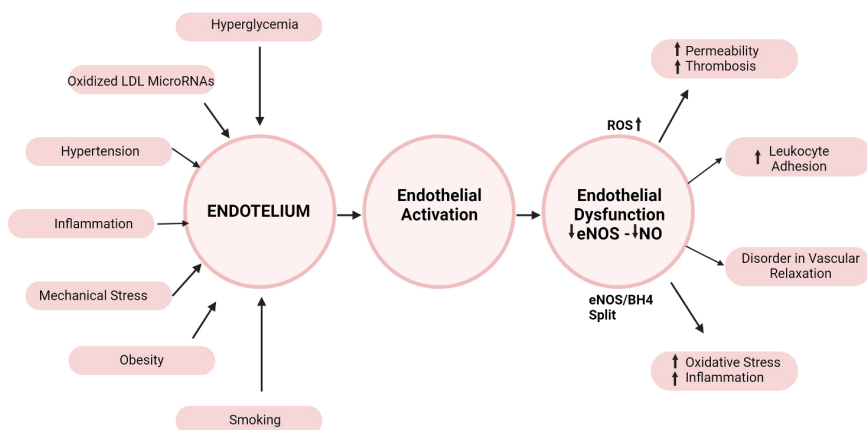 Hyperglycemia
Oxidized LDL MicroRNAs
Hypertension
Inflammation
Mechanical Stress
Obesity
Smoking
ENDOTELIUM
Endothelial
Activation
ROS ↑
Endothelial
Dysfunction
↓eNOS -↓NO
eNOS/BH4
Split
↑ Permeability
↑ Thrombosis
↑ Leukocyte
Adhesion
Disorder in Vascular
Relaxation
↑ Oxidative Stress
↑ Inflammation